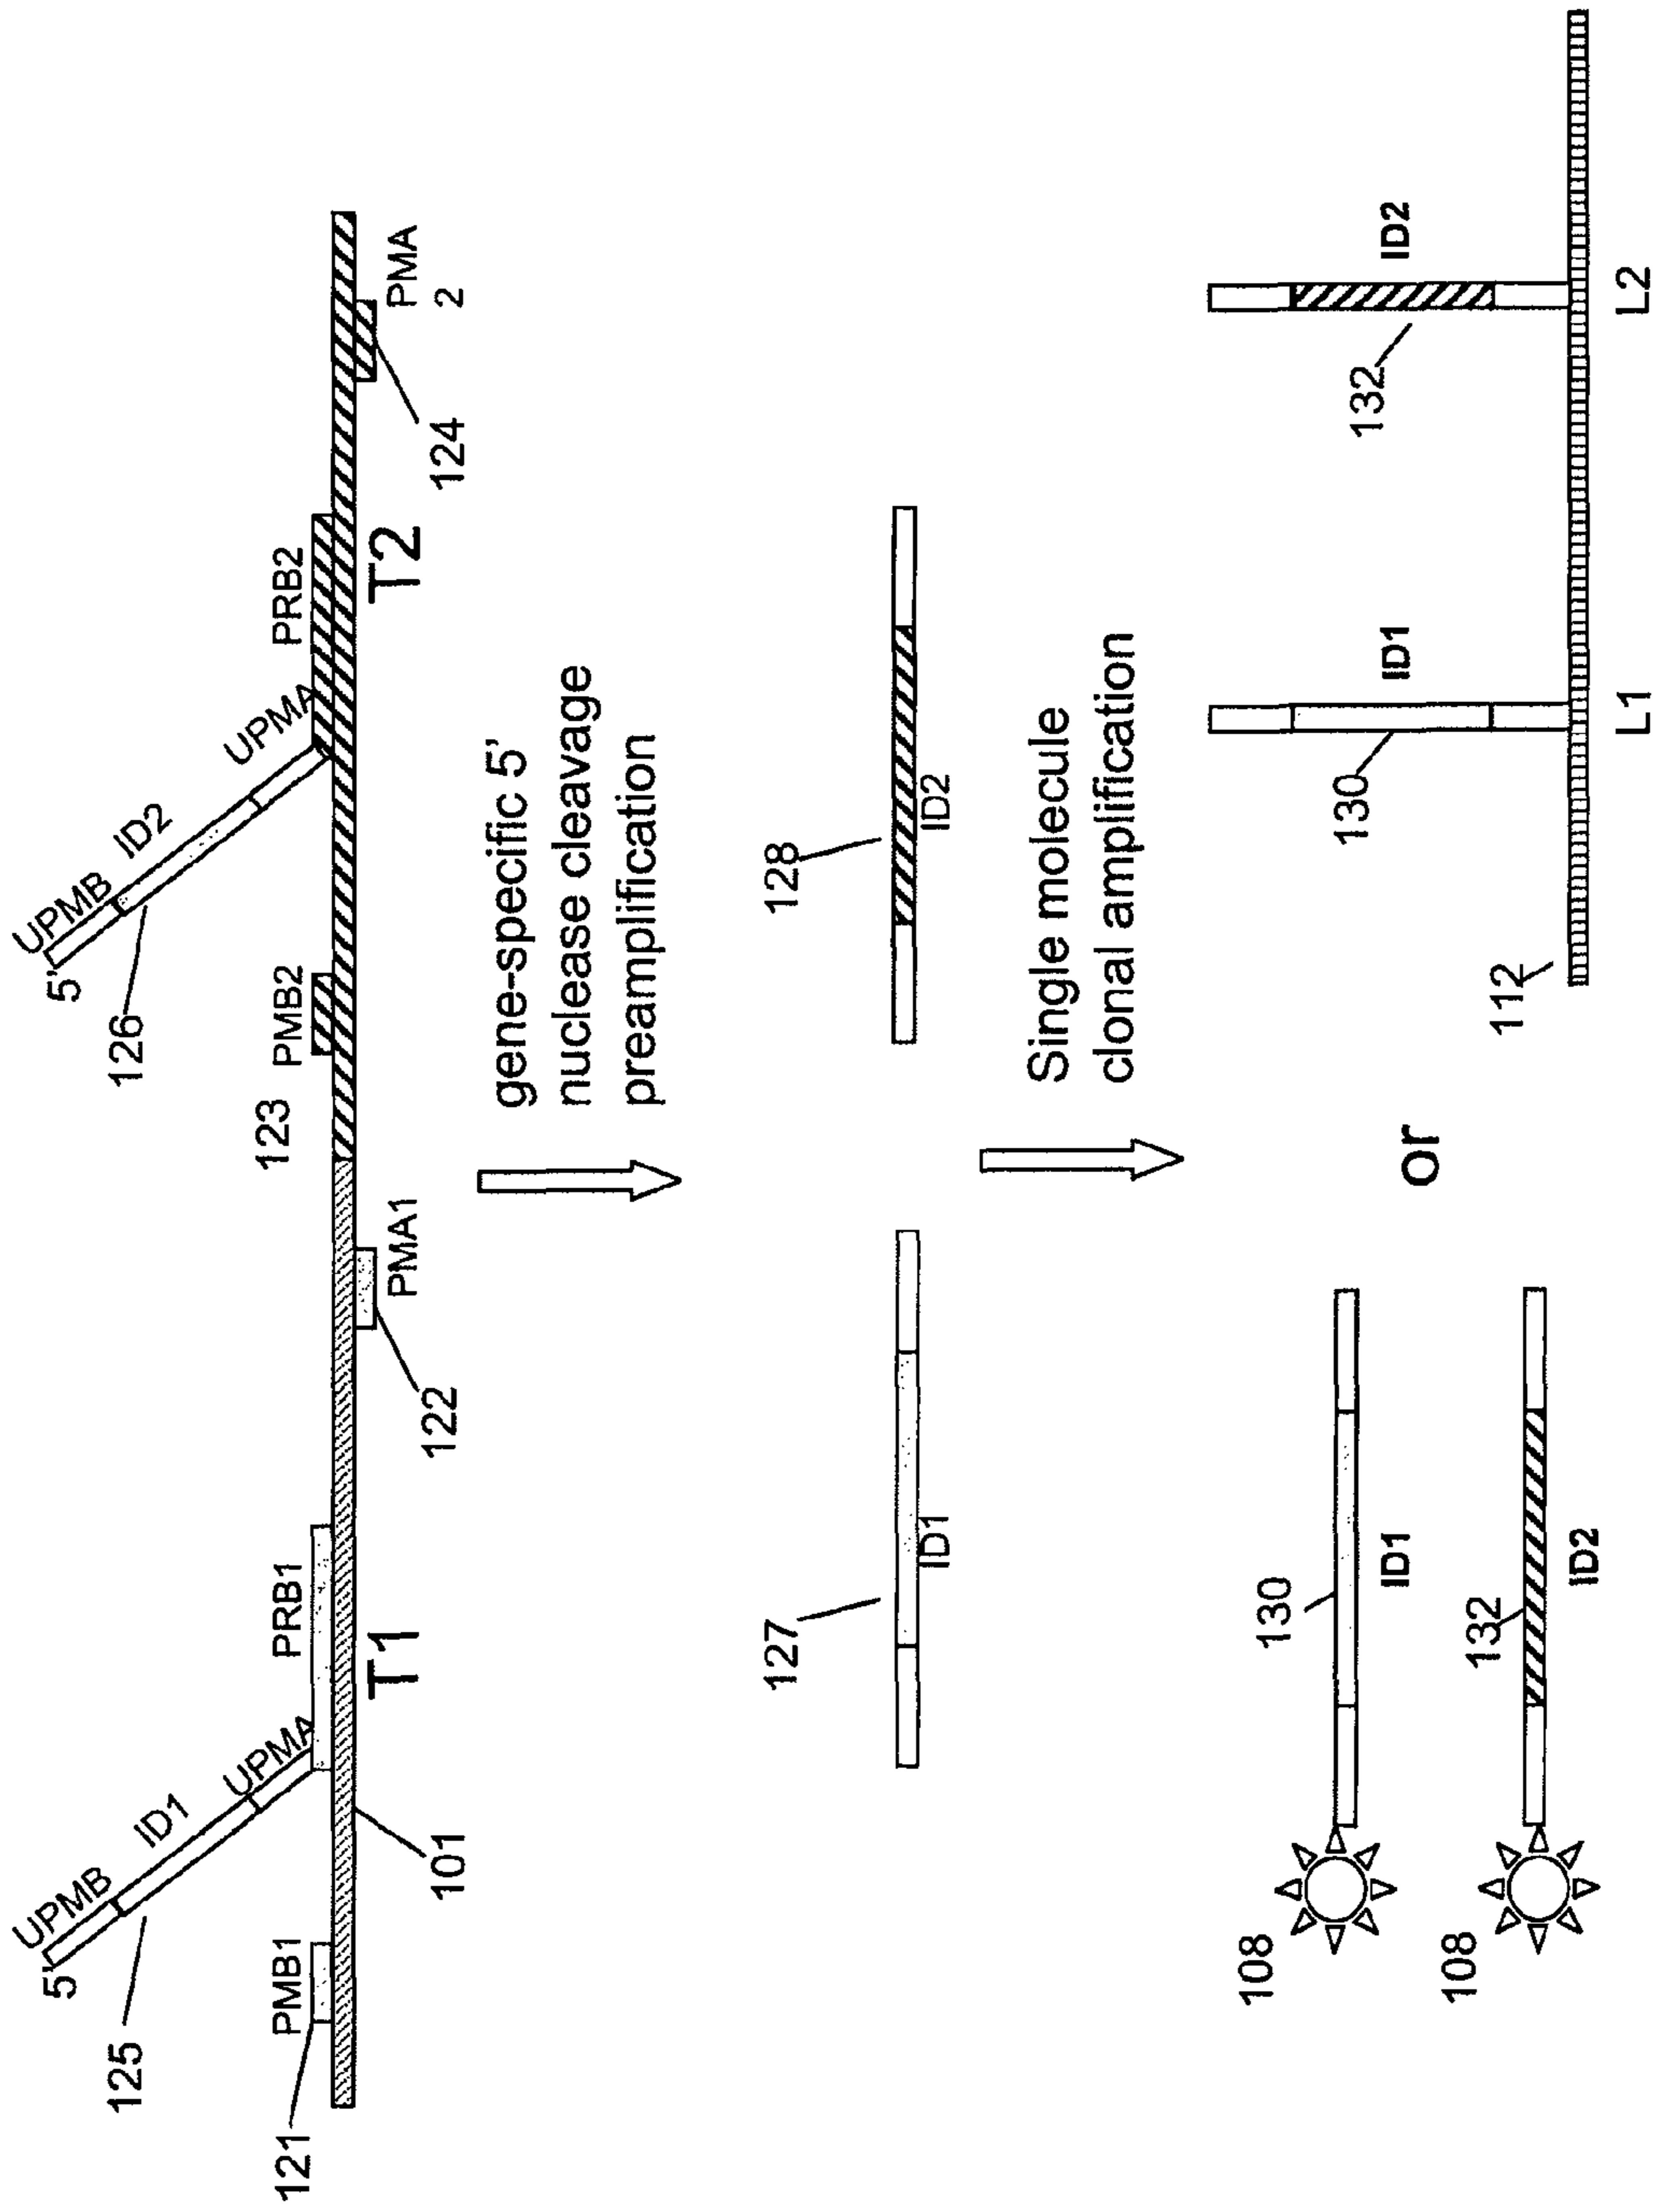 5' UPMB ID1 UPMA
125
PMB1
121
PRB1
T1
101
PMA1
122
5' UPMB ID2 UPMA
126
PMB2
123
PRB2
T2
PMA
2
124
gene-specific 5'
nuclease cleavage
preamplification
127
ID1
128
ID2
Single molecule
clonal amplification
108
130
ID1
108
132
ID2
or
130
ID1
132
ID2
112
L1
L2